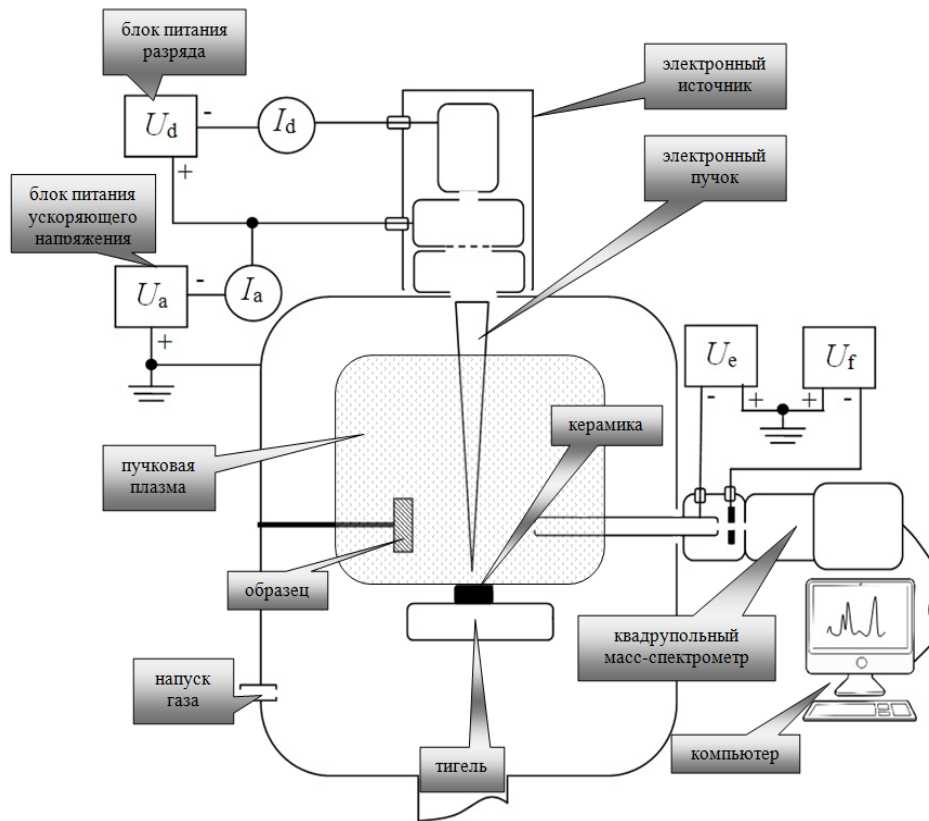 блок питания
разряда
электронный
источник
U_d
-
I_d
+
электронный
пучок
блок питания
ускоряющего
напряжения
U_a
-
I_a
+
U_e
U_f
-
+
+
-
керамика
пучковая
плазма
образец
квадрупольный
масс-спектрометр
напуск
газа
тигель
компьютер